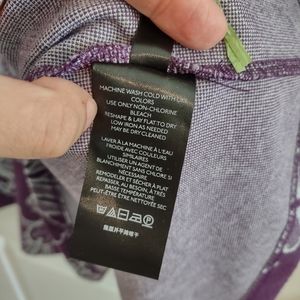 MACHINE WASH COLD WITH LIKE
COLORS
USE ONLY NON-CHLORINE
BLEACH
RESHAPE & LAY FLAT TO DRY
LOW IRON AS NEEDED
MAY BE DRY CLEANED
LAVER À LA MACHINE À L'EAU
FROIDE AVEC COULEURS
SIMILAIRES
UTILISER UN AGENT DE
BLANCHIMENT SANS CHLORE SI
NÉCESSAIRE
REMODELER ET SÉCHER À PLAT
REPASSER, AU BESOIN, À TRÈS
BASSE TEMPÉRATURE
PEUT-ÊTRE NETTOYÉE SEC